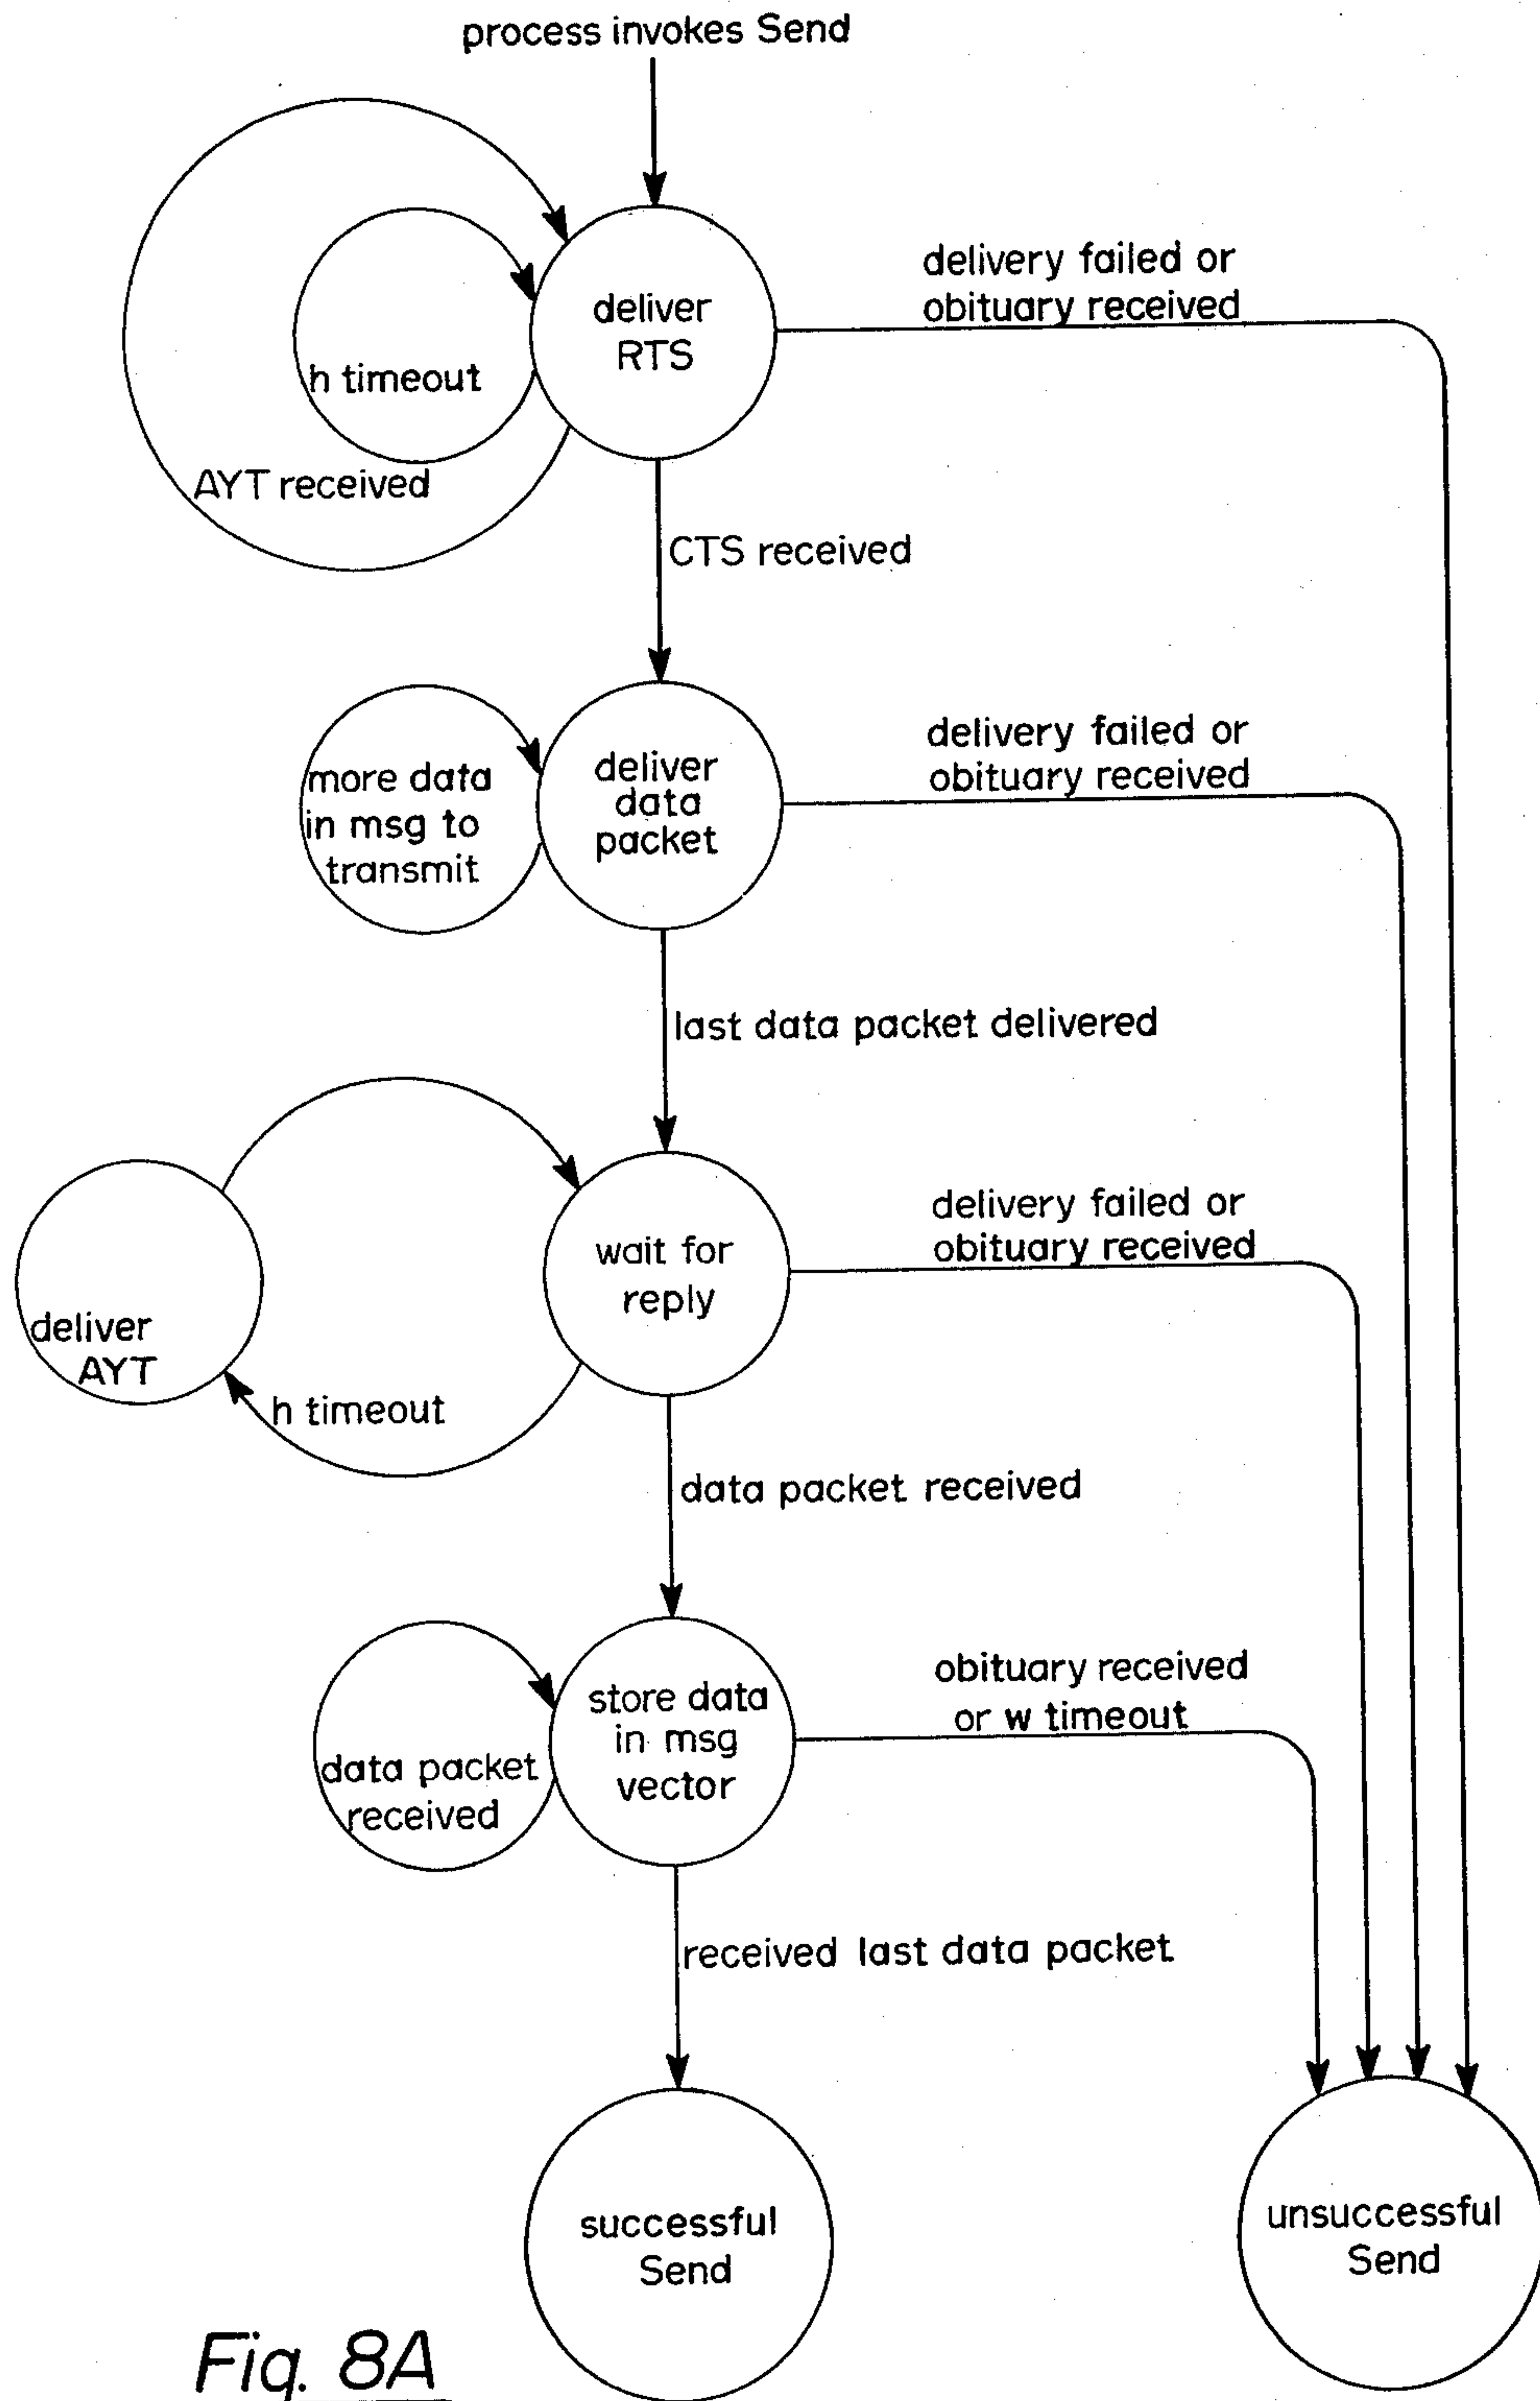 process invokes Send
delivery failed or
obituary received
deliver
RTS
h timeout
AYT received
CTS received
delivery failed or
obituary received
deliver
data
packet
more data
in msg to
transmit
last data packet delivered
delivery failed or
obituary received
wait for
reply
deliver
AYT
h timeout
data packet received
obituary received
or w timeout
store data
in msg
vector
data packet
received
received last data packet
successful
Send
unsuccessful
Send
Fig. 8A